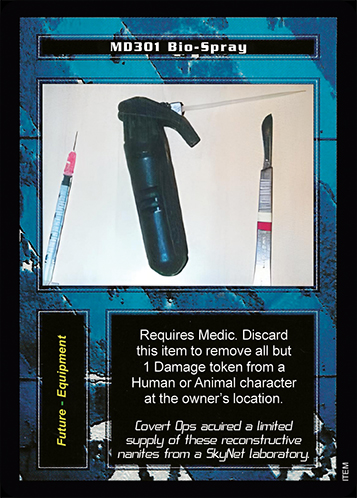 MD301 Bio-Spray
Future - Equipment
Requires Medic. Discard
this item to remove all but
1 Damage token from a
Human or Animal character
at the owner's location.
Covert Ops acuired a limited
supply of these reconstructive
nanites from a SkyNet laboratory.
ITEM